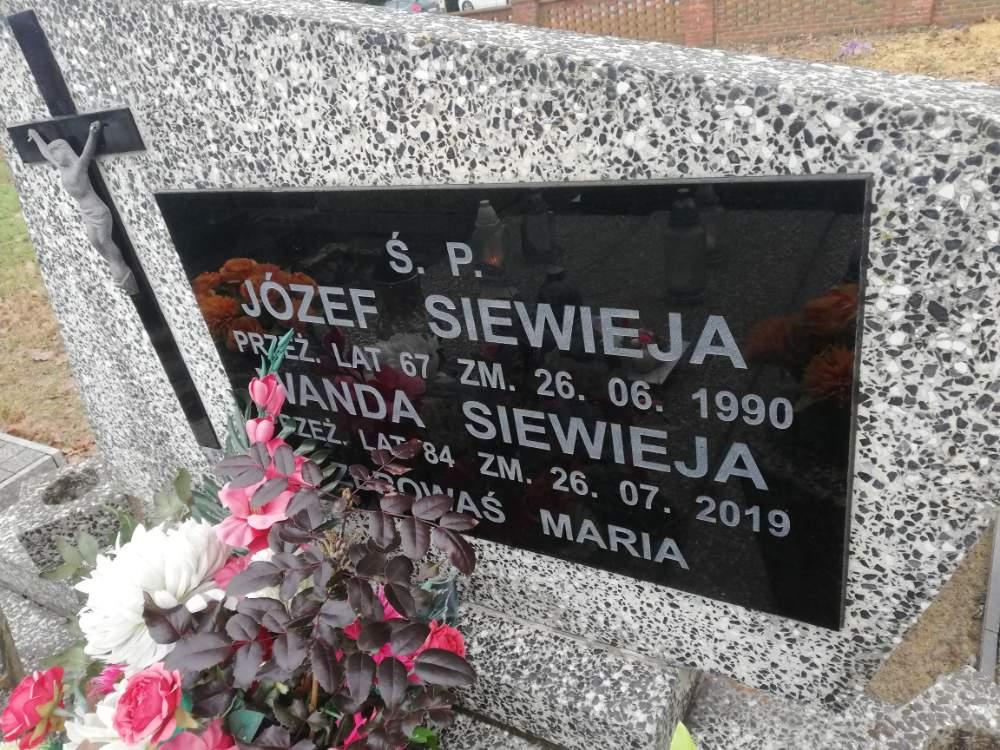 Ś. P.
JÓZEF SIEWIEJA
PRZEŻ. LAT 67 ZM. 26. 06. 1990
WANDA SIEWIEJA
PRZEŻ. LAT 84 ZM. 26. 07. 2019
ZDROWAŚ MARIA